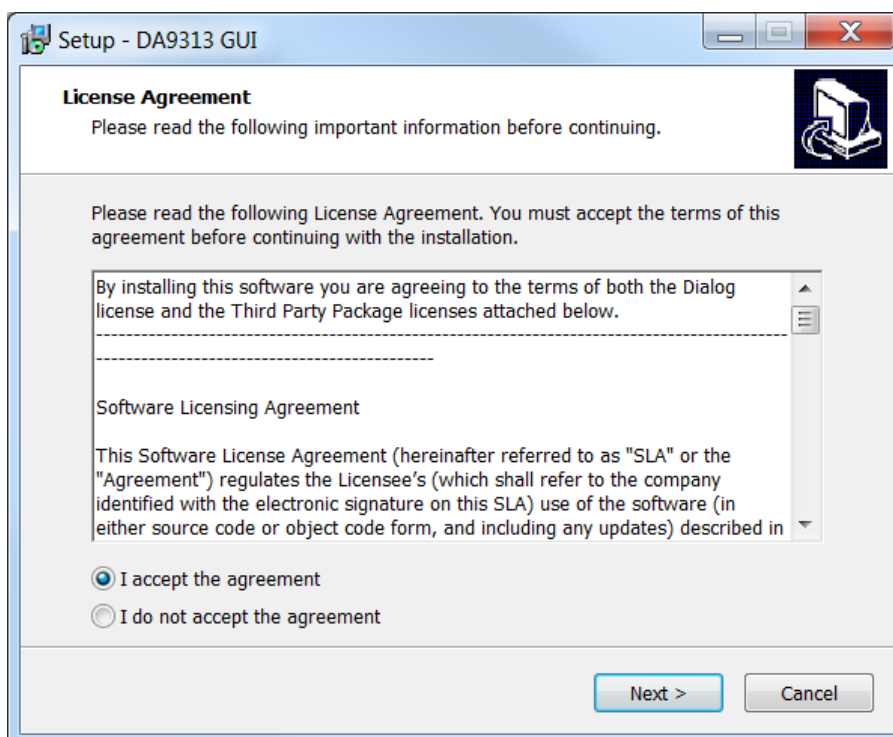 Setup - DA9313 GUI
License Agreement
Please read the following important information before continuing.
Please read the following License Agreement. You must accept the terms of this
agreement before continuing with the installation.
By installing this software you are agreeing to the terms of both the Dialog
license and the Third Party Package licenses attached below.
--------------------------------------------------------------------------------------------
---------------------------------------------
Software Licensing Agreement
This Software License Agreement (hereinafter referred to as "SLA" or the
"Agreement") regulates the Licensee’s (which shall refer to the company
identified with the electronic signature on this SLA) use of the software (in
either source code or object code form, and including any updates) described in
I accept the agreement
I do not accept the agreement
Next >
Cancel